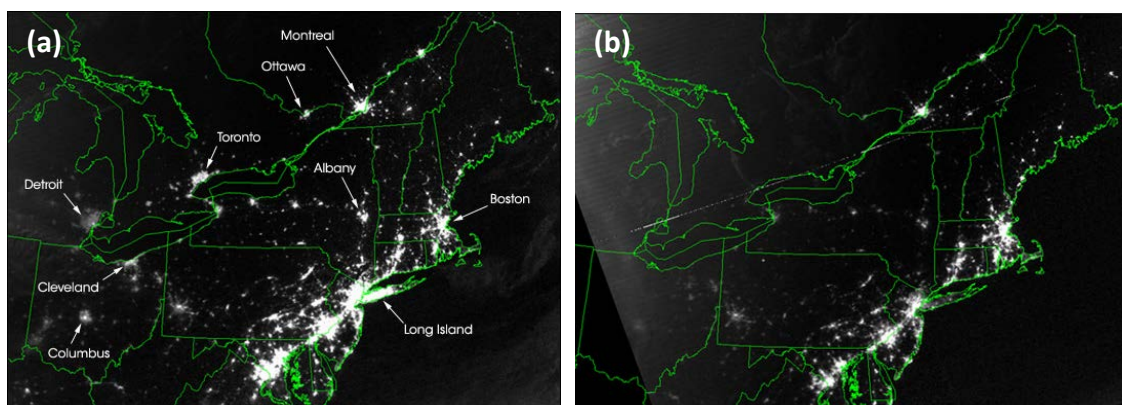 (a)
Montreal
Ottawa
Toronto
Albany
Detroit
Boston
Cleveland
Long Island
Columbus
(b)